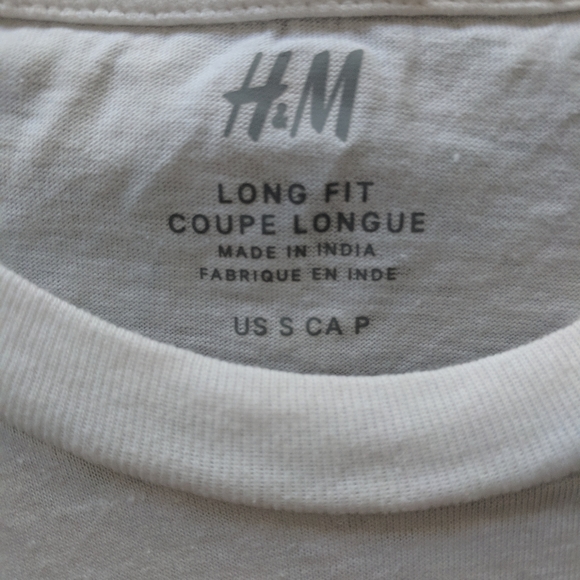 H&M
LONG FIT
COUPE LONGUE
MADE IN INDIA
FABRIQUE EN INDE
US S CA P